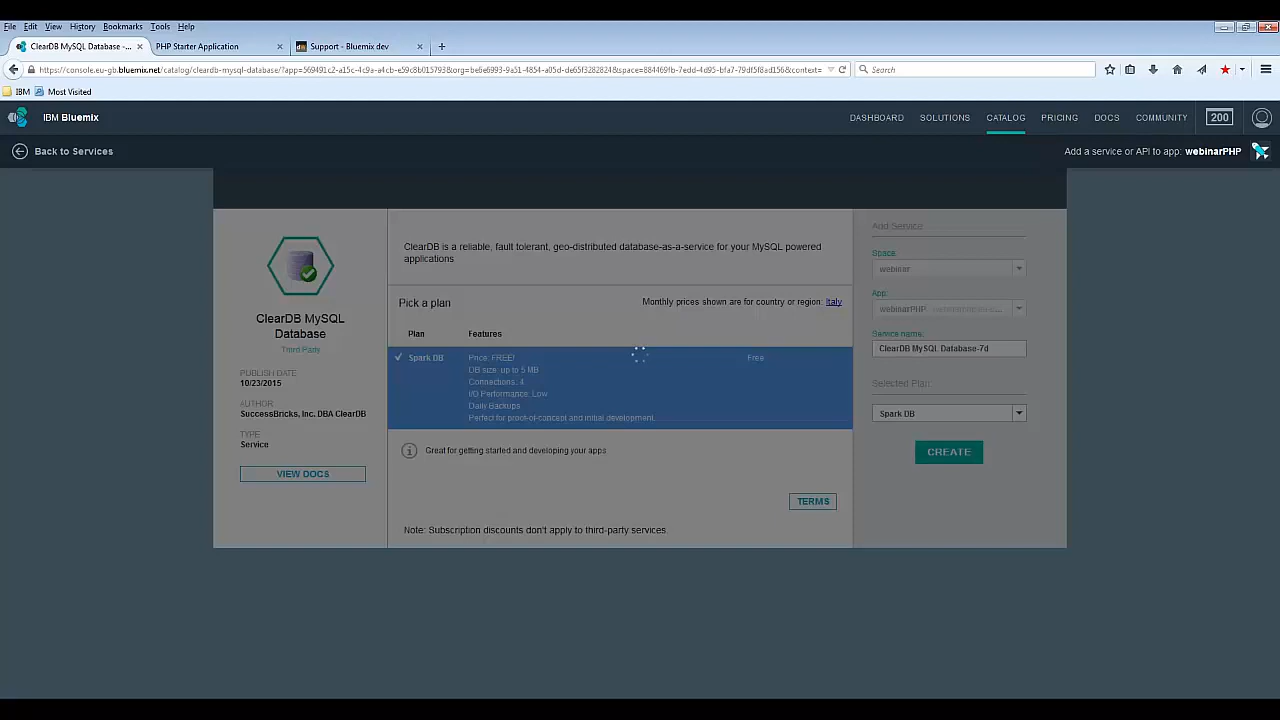 File Edit View History Bookmarks Tools Help
ClearDB MySQL Database -...
PHP Starter Application
Support - Bluemix dev
Search
IBM Most Visited
IBM Bluemix
DASHBOARD SOLUTIONS CATALOG PRICING DOCS COMMUNITY 200
Back to Services
Add a service or API to app: webinarPHP
ClearDB MySQL
Database
Third Party
PUBLISH DATE
10/23/2015
AUTHOR
SuccessBricks, Inc. DBA ClearDB
TYPE
Service
VIEW DOCS
ClearDB is a reliable, fault tolerant, geo-distributed database-as-a-service for your MySQL powered
applications
Pick a plan
Monthly prices shown are for country or region: Italy
Plan Features
Spark DB Price: FREE! Free
DB size: up to 5 MB
Connections: 4
I/O Performance: Low
Daily Backups
Perfect for proof-of-concept and initial development.
Great for getting started and developing your apps
TERMS
Note: Subscription discounts don't apply to third-party services.
Add Service
Space:
webinar
App:
webinarPHP
Service name:
ClearDB MySQL Database-7d
Selected Plan:
Spark DB
CREATE